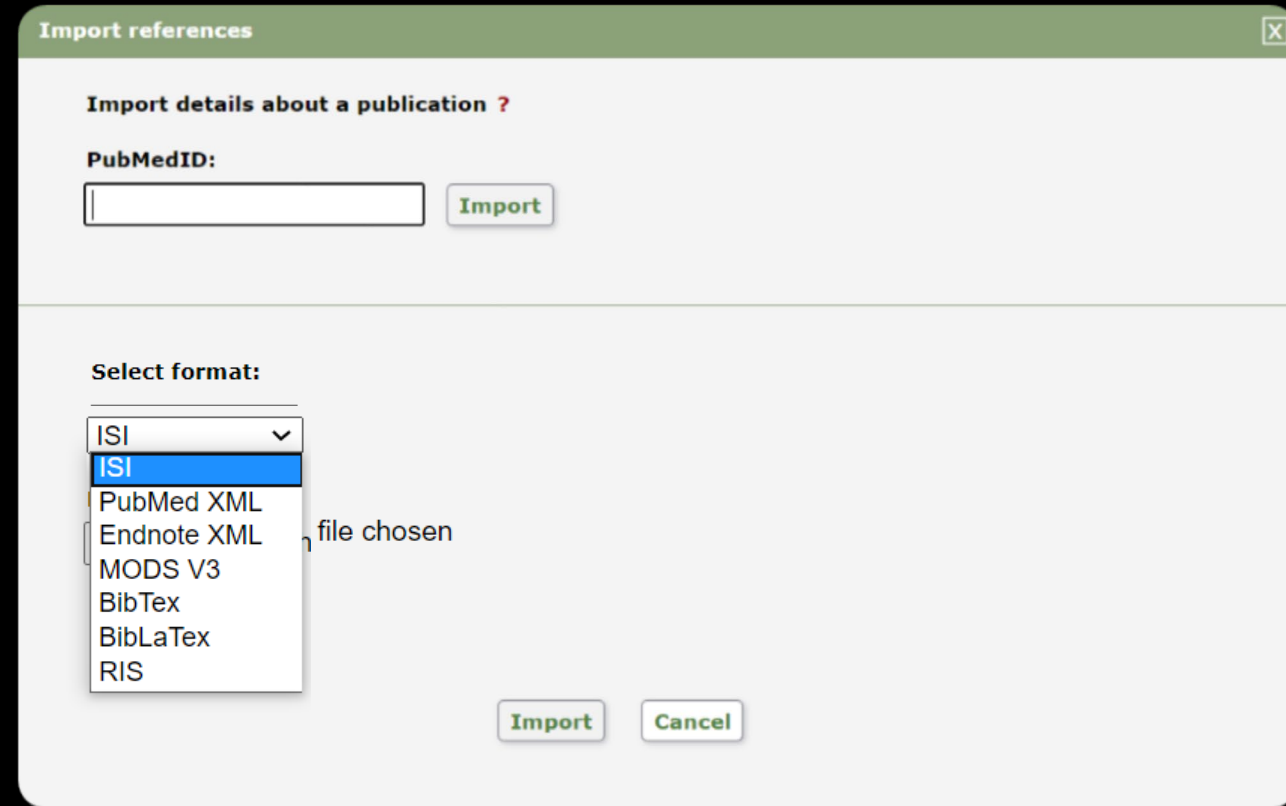 Import references
X
Import details about a publication ?
PubMedID:
Import
Select format:
ISI
ISI
PubMed XML
Endnote XML
file chosen
MODS V3
BibTex
BibLaTex
RIS
Import Cancel